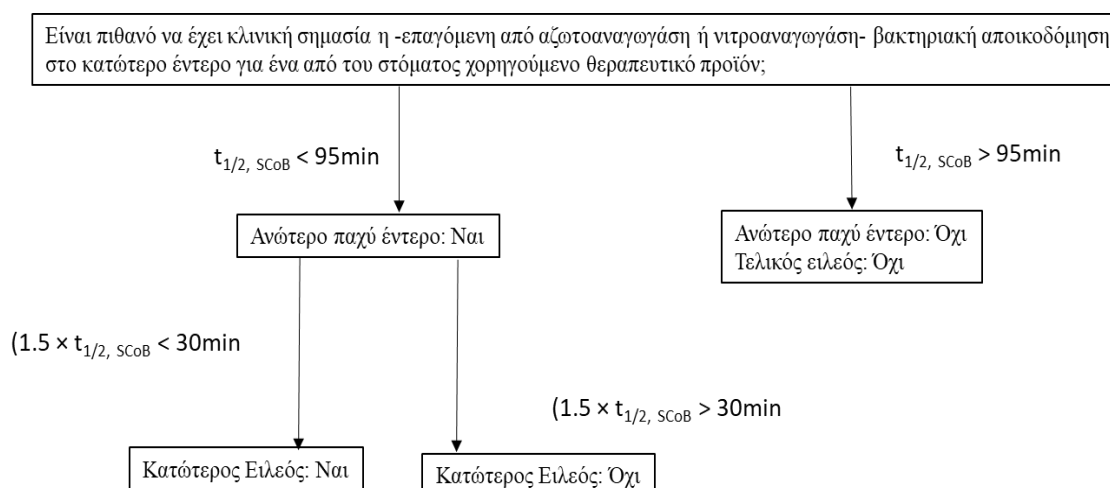 Είναι πιθανό να έχει κλινική σημασία η -επαγόμενη από αζωτοαναγωγάση ή νιτροαναγωγάση- βακτηριακή αποικοδόμηση
στο κατώτερο έντερο για ένα από του στόματος χορηγούμενο θεραπευτικό προϊόν;
t1/2, SCoB < 95min
t1/2, SCoB > 95min
Ανώτερο παχύ έντερο: Ναι
Ανώτερο παχύ έντερο: Όχι
Τελικός ειλεός: Όχι
(1.5 × t1/2, SCoB < 30min
(1.5 × t1/2, SCoB > 30min
Κατώτερος Ειλεός: Ναι
Κατώτερος Ειλεός: Όχι